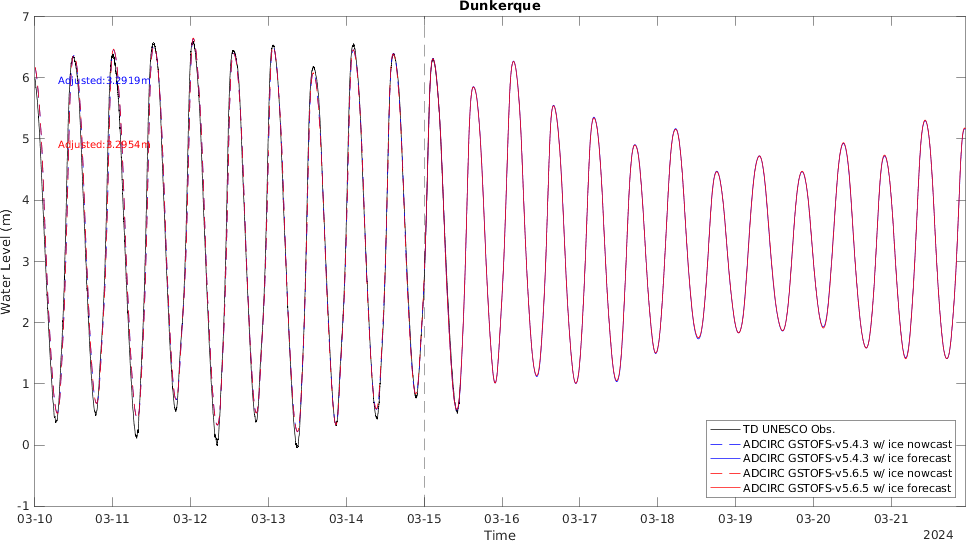 Dunkerque
7
6
5
4
3
2
1
0
-1
Water Level (m)
Adjusted:3.2919m
Adjusted:3.2954m
TD UNESCO Obs.
ADCIRC GSTOFS-v5.4.3 w/ ice nowcast
ADCIRC GSTOFS-v5.4.3 w/ ice forecast
ADCIRC GSTOFS-v5.6.5 w/ ice nowcast
ADCIRC GSTOFS-v5.6.5 w/ ice forecast
03-10 03-11 03-12 03-13 03-14 03-15 03-16 03-17 03-18 03-19 03-20 03-21
Time
2024